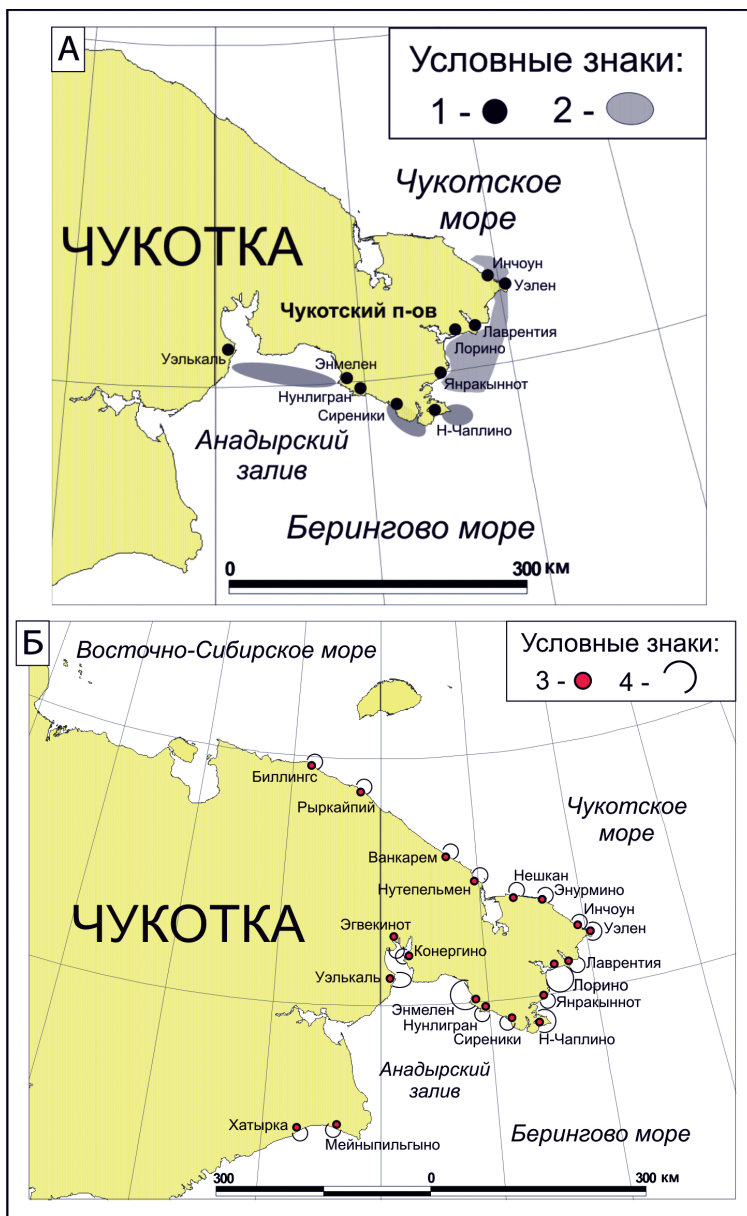 А
Условные знаки:
1 - 2 -
Чукотское
море
ЧУКОТКА
Инчоун
Уэлен
Чукотский п-ов
Лаврентия
Лорино
Уэлькаль
Энмелен
Янракыннот
Нунлигран
Сиреники
Н-Чаплино
Анадырский
залив
Берингово море
0 300 км
Б
Восточно-Сибирское море
Условные знаки:
3 - 4 -
Биллингс
Рыркайпий
Чукотское
море
Ванкарем
Нешкан
Нутепельмен
Энурмино
Инчоун
ЧУКОТКА
Эгвекинот
Уэлен
Конергино
Лаврентия
Уэлькаль
Лорино
Янракыннот
Энмелен
Нунлигран
Сиреники
Н-Чаплино
Анадырский
залив
Хатырка
Берингово море
Мейныпильгыно
300 0 300 км